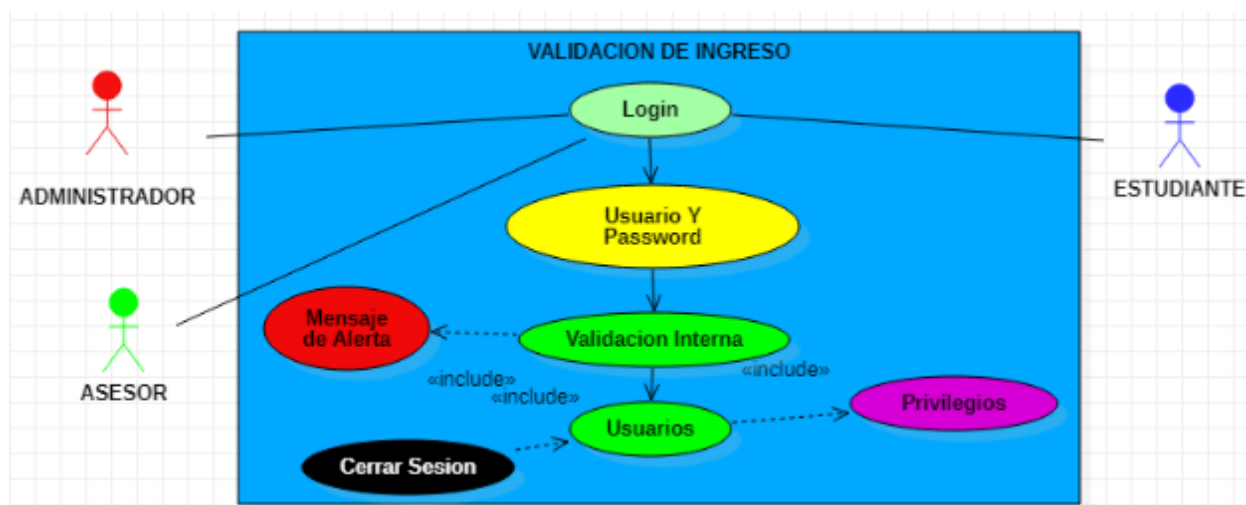 VALIDACION DE INGRESO
Login
ADMINISTRADOR
ESTUDIANTE
Usuario Y
Password
Mensaje
de Alerta
Validacion Interna
«include»
«include»
«include»
ASESOR
Privilegios
Usuarios
Cerrar Sesion